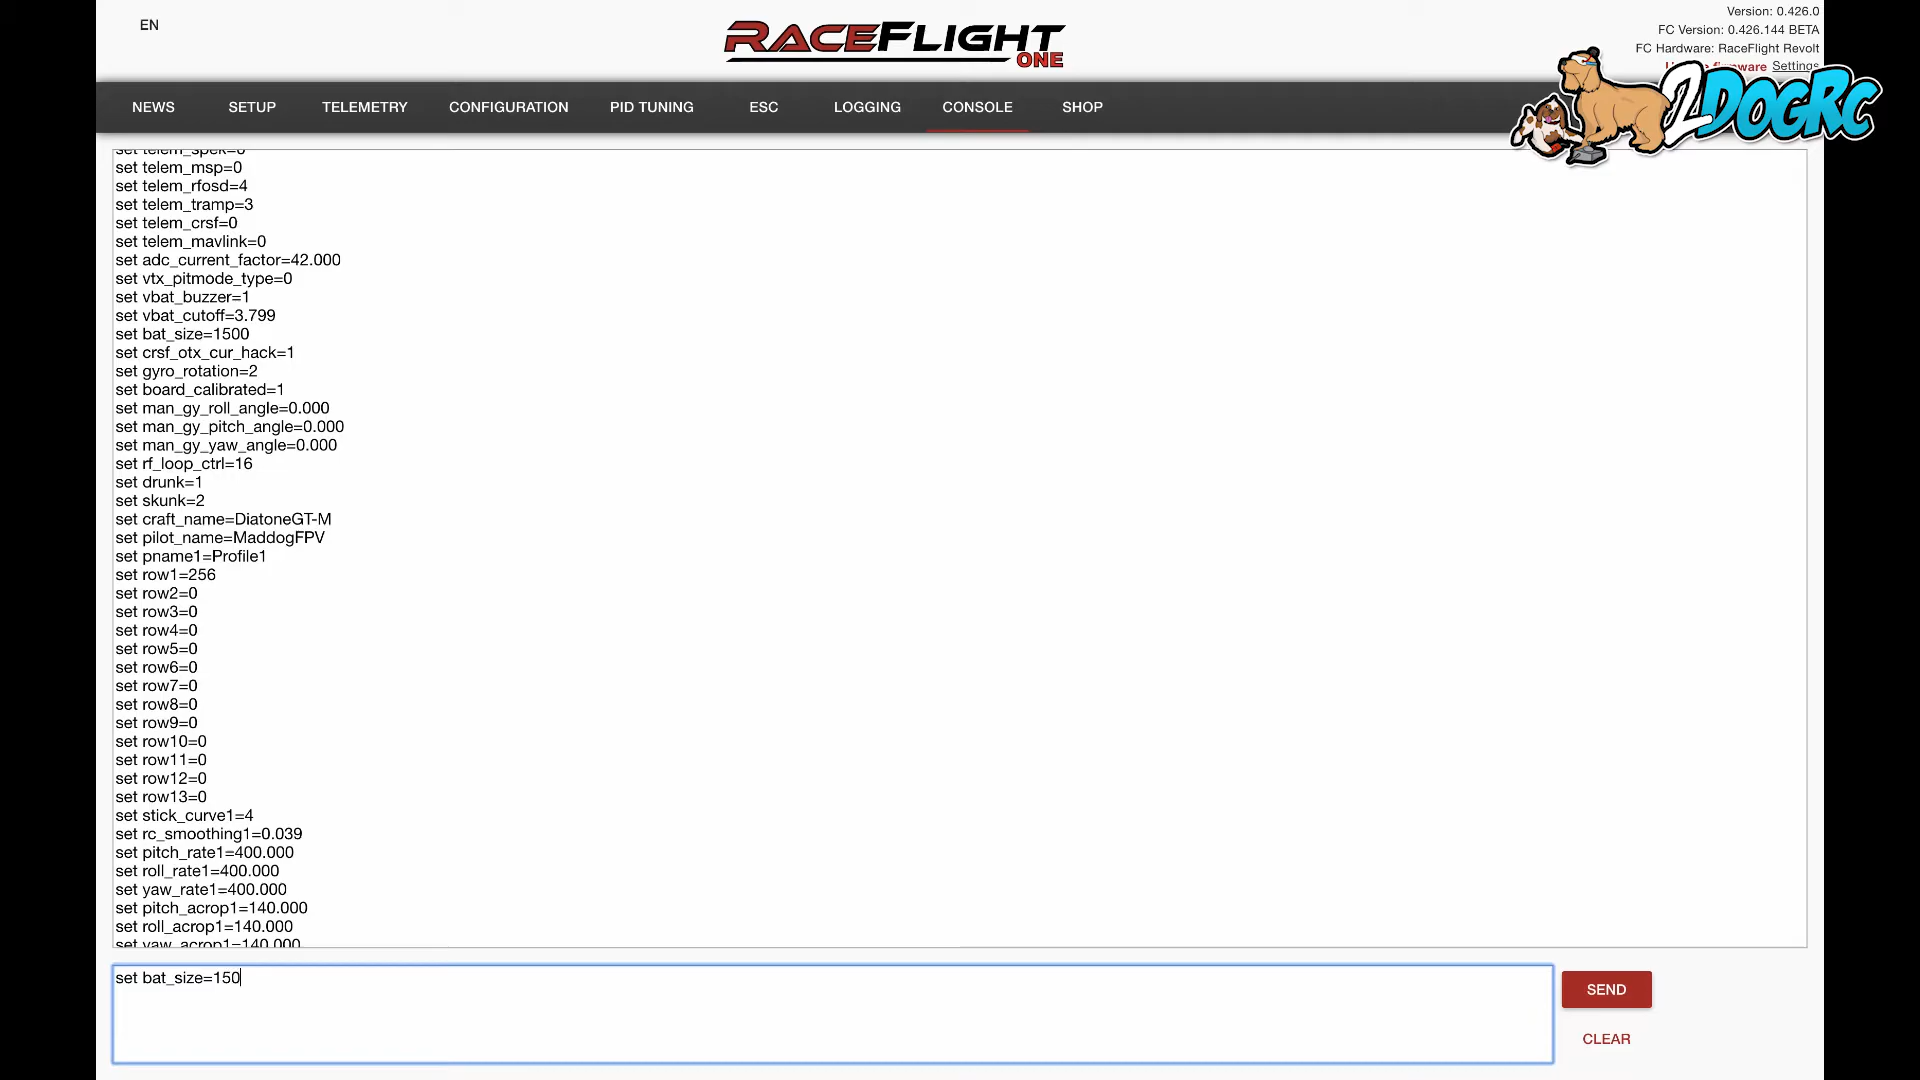 EN
RACEFLIGHT
ONE
Version: 0.426.0
FC Version: 0.426.144 BETA
FC Hardware: RaceFlight Revolt
Settings
2DOGRC
NEWS SETUP TELEMETRY CONFIGURATION PID TUNING ESC LOGGING CONSOLE SHOP
set telem_spek=0
set telem_msp=0
set telem_rfosd=4
set telem_tramp=3
set telem_crsf=0
set telem_mavlink=0
set adc_current_factor=42.000
set vtx_pitmode_type=0
set vbat_buzzer=1
set vbat_cutoff=3.799
set bat_size=1500
set crsf_otx_cur_hack=1
set gyro_rotation=2
set board_calibrated=1
set man_gy_roll_angle=0.000
set man_gy_pitch_angle=0.000
set man_gy_yaw_angle=0.000
set rf_loop_ctrl=16
set drunk=1
set skunk=2
set craft_name=DiatoneGT-M
set pilot_name=MaddogFPV
set pname1=Profile1
set row1=256
set row2=0
set row3=0
set row4=0
set row5=0
set row6=0
set row7=0
set row8=0
set row9=0
set row10=0
set row11=0
set row12=0
set row13=0
set stick_curve1=4
set rc_smoothing1=0.039
set pitch_rate1=400.000
set roll_rate1=400.000
set yaw_rate1=400.000
set pitch_acrop1=140.000
set roll_acrop1=140.000
set yaw_acrop1=140.000
set bat_size=150
SEND
CLEAR